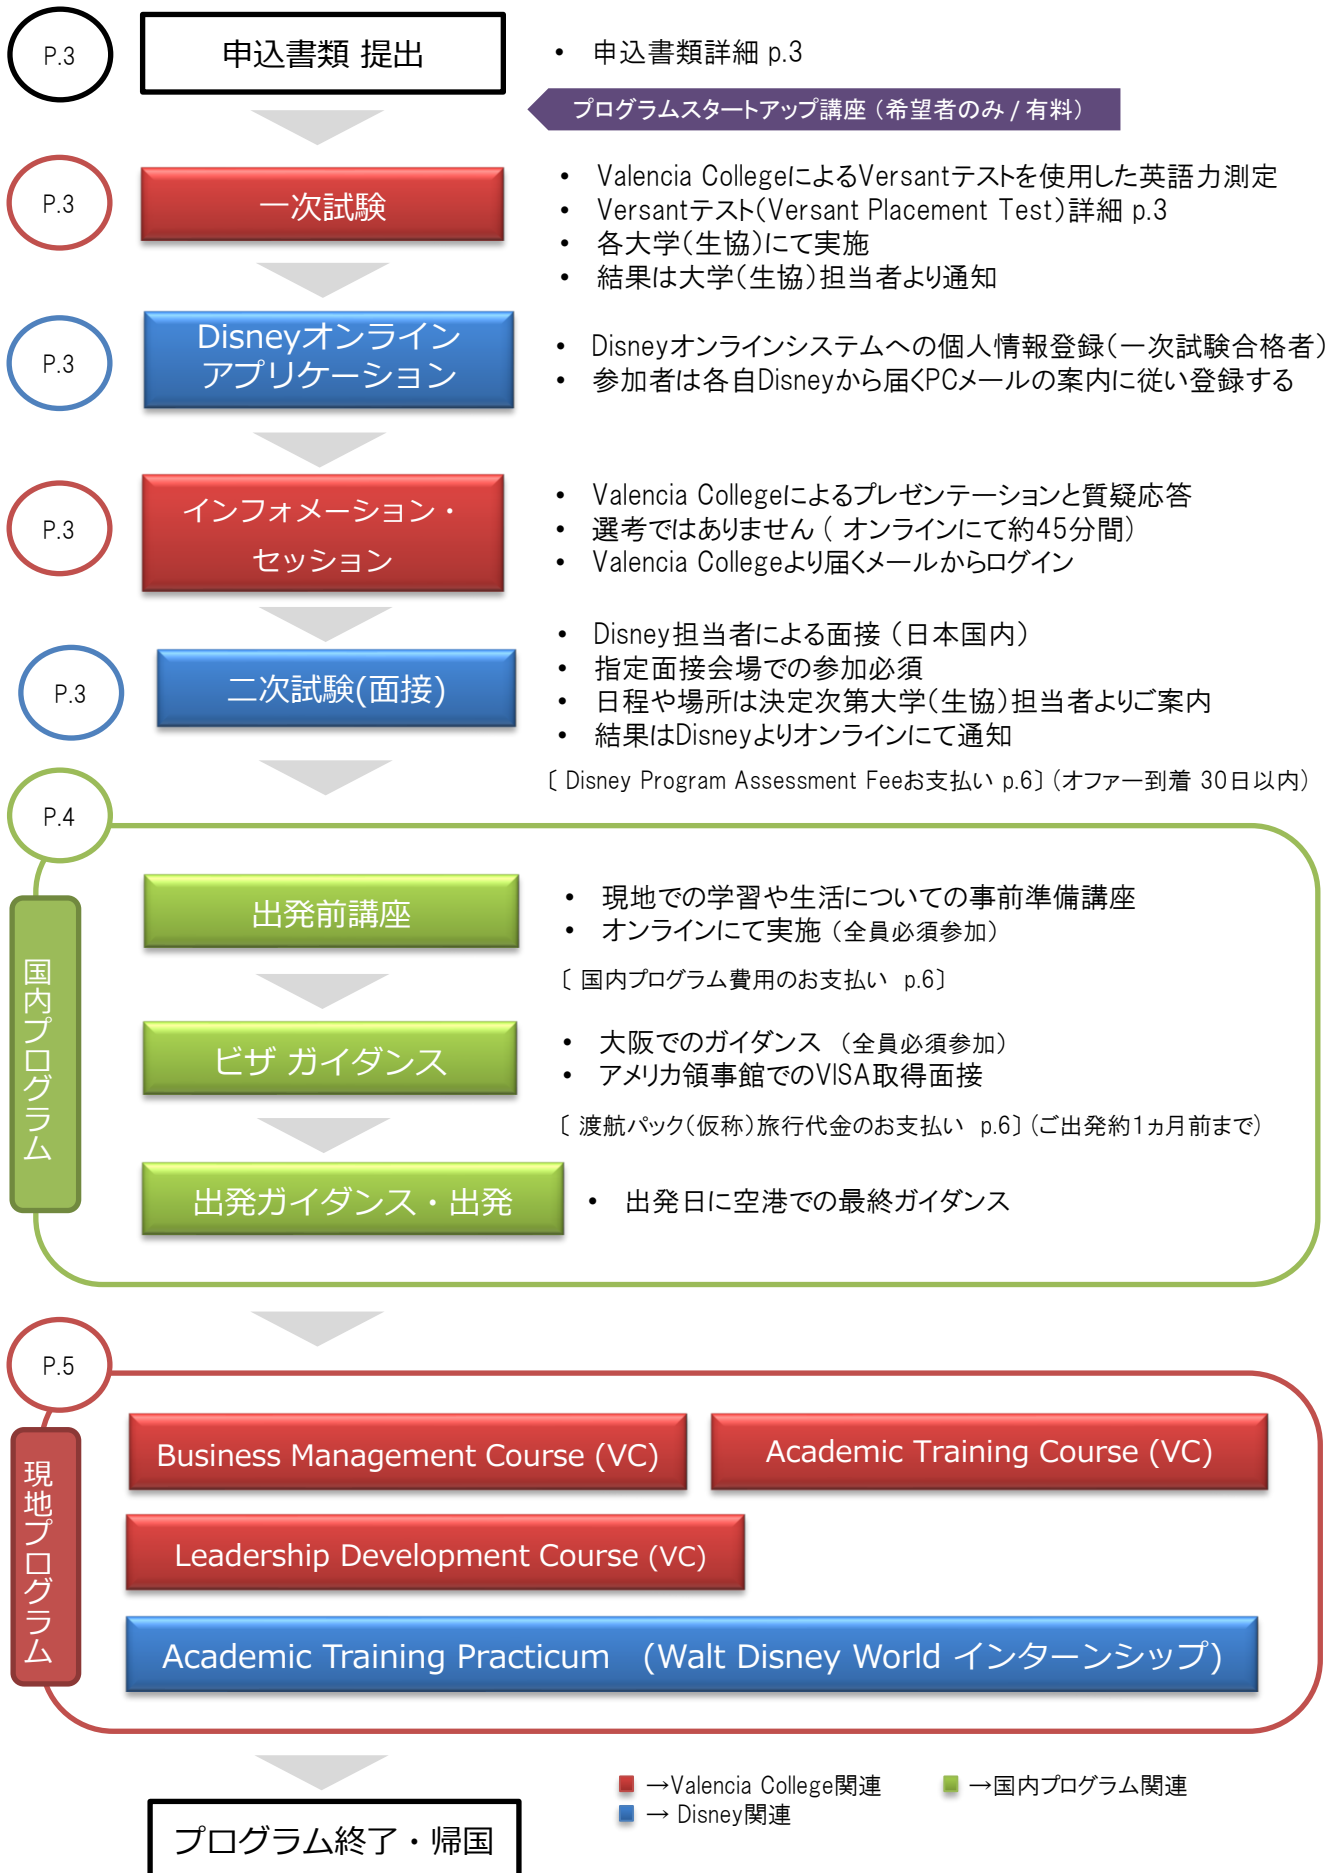 P.3
申込書類 提出
• 申込書類詳細 p.3
プログラムスタートアップ講座（希望者のみ / 有料）
P.3
一次試験
• Valencia CollegeによるVersantテストを使用した英語力測定
• Versantテスト（Versant Placement Test）詳細 p.3
• 各大学（生協）にて実施
• 結果は大学（生協）担当者より通知
P.3
Disneyオンライン
アプリケーション
• Disneyオンラインシステムへの個人情報登録（一次試験合格者）
• 参加者は各自Disneyから届くPCメールの案内に従い登録する
P.3
インフォメーション・
セッション
• Valencia Collegeによるプレゼンテーションと質疑応答
• 選考ではありません（ オンラインにて約45分間）
• Valencia Collegeより届くメールからログイン
P.3
二次試験(面接)
• Disney担当者による面接（日本国内）
• 指定面接会場での参加必須
• 日程や場所は決定次第大学（生協）担当者よりご案内
• 結果はDisneyよりオンラインにて通知
〔 Disney Program Assessment Feeお支払い p.6〕（オファー到着 30日以内）
P.4
国内プログラム
出発前講座
• 現地での学習や生活についての事前準備講座
• オンラインにて実施（全員必須参加）
〔 国内プログラム費用のお支払い p.6〕
ビザ ガイダンス
• 大阪でのガイダンス （全員必須参加）
• アメリカ領事館でのVISA取得面接
〔 渡航パック（仮称）旅行代金のお支払い p.6〕（ご出発約1ヵ月前まで）
出発ガイダンス・出発
• 出発日に空港での最終ガイダンス
P.5
現地プログラム
Business Management Course (VC)
Academic Training Course (VC)
Leadership Development Course (VC)
Academic Training Practicum (Walt Disney World インターンシップ)
→Valencia College関連
→国内プログラム関連
→ Disney関連
プログラム終了・帰国